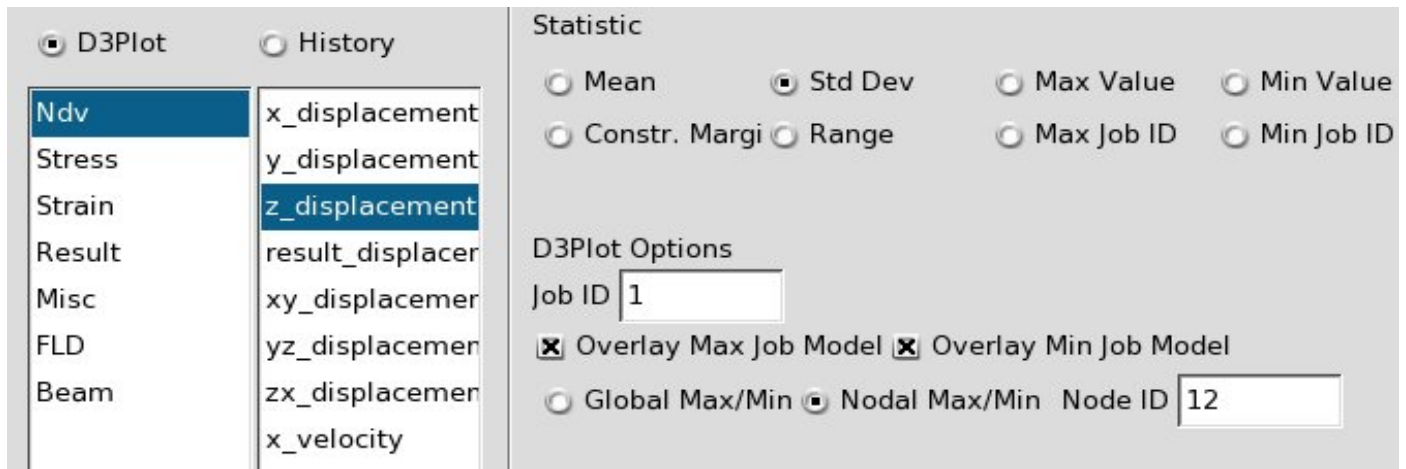 D3Plot History
Ndv
Stress
Strain
Result
Misc
FLD
Beam
x_displacement
y_displacement
z_displacement
result_displacer
xy_displacemer
yz_displacemen
zx_displacemen
x_velocity
Statistic
Mean Std Dev Max Value Min Value
Constr. Margi Range Max Job ID Min Job ID
D3Plot Options
Job ID 1
Overlay Max Job Model Overlay Min Job Model
Global Max/Min Nodal Max/Min Node ID 12